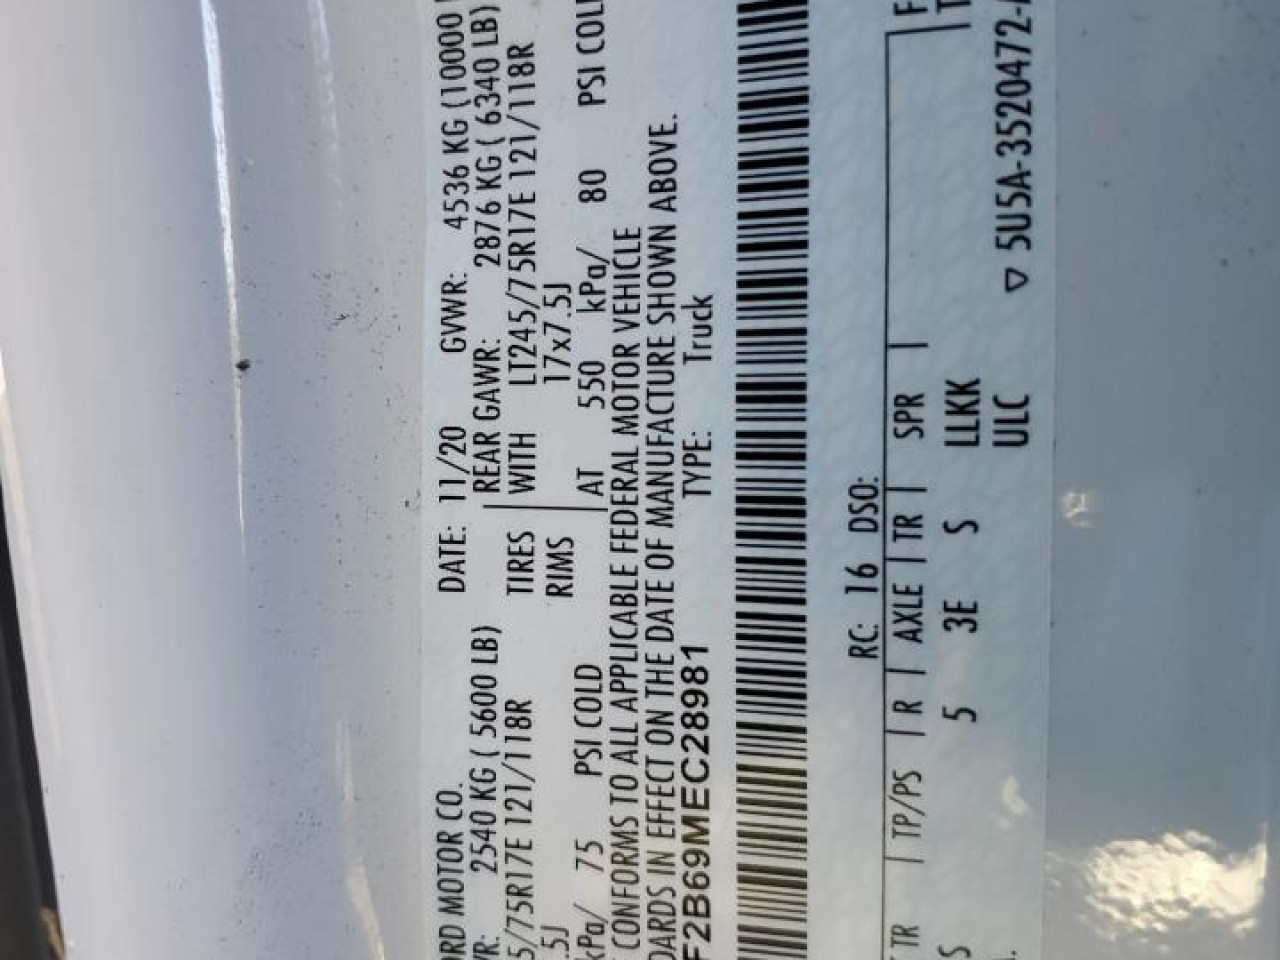 ORD MOTOR CO. DATE: 11/20 GVWR: 4536 KG (10000
WR: 2540 KG ( 5600 LB) REAR GAWR: 2876 KG ( 6340 LB)
5/75R17E 121/118R TIRES WITH LT245/75R17E 121/118R
.5J RIMS 17x7.5J
kPa/ 75 PSI COLD AT 550 kPa/ 80 PSI COL
CONFORMS TO ALL APPLICABLE FEDERAL MOTOR VEHICLE
DARDS IN EFFECT ON THE DATE OF MANUFACTURE SHOWN ABOVE.
F2B69MEC28981 TYPE: Truck
RC: 16 DSO:
TR | TP/PS | R | AXLE | TR | SPR |
S 5 3E S LLKK
ULC ▽ 5U5A-3520472-